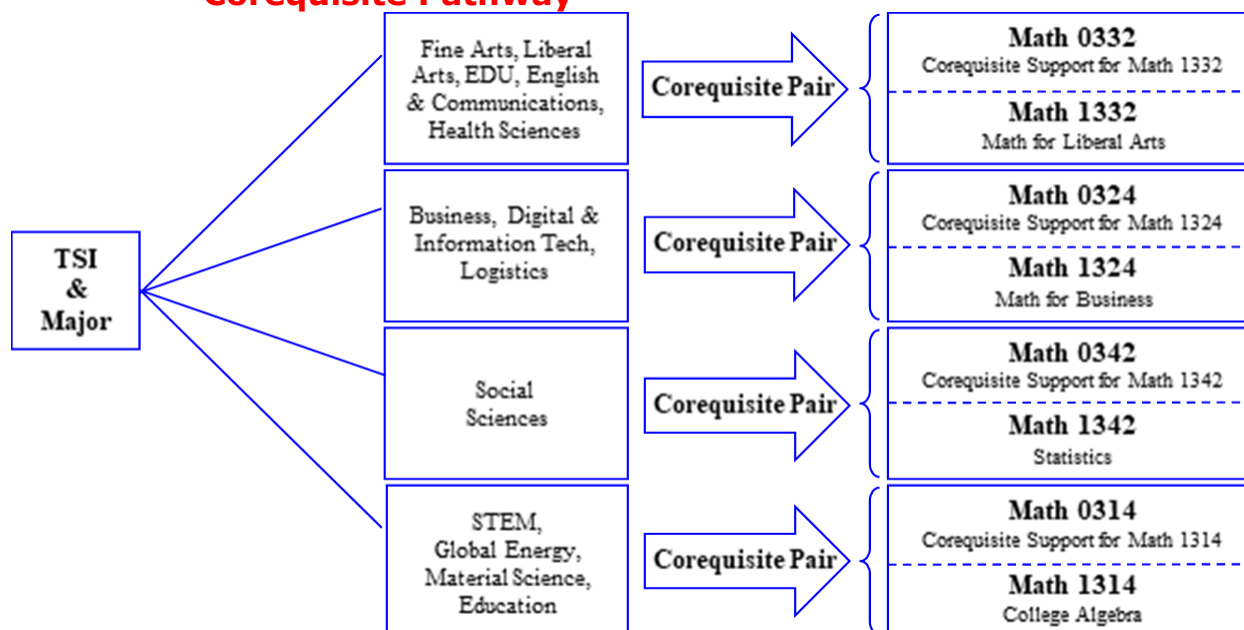 Corequisite Pathway
TSI
&
Major
Fine Arts, Liberal
Arts, EDU, English
& Communications,
Health Sciences
Corequisite Pair
Math 0332
Corequisite Support for Math 1332
Math 1332
Math for Liberal Arts
Business, Digital &
Information Tech,
Logistics
Corequisite Pair
Math 0324
Corequisite Support for Math 1324
Math 1324
Math for Business
Social
Sciences
Corequisite Pair
Math 0342
Corequisite Support for Math 1342
Math 1342
Statistics
STEM,
Global Energy,
Material Science,
Education
Corequisite Pair
Math 0314
Corequisite Support for Math 1314
Math 1314
College Algebra